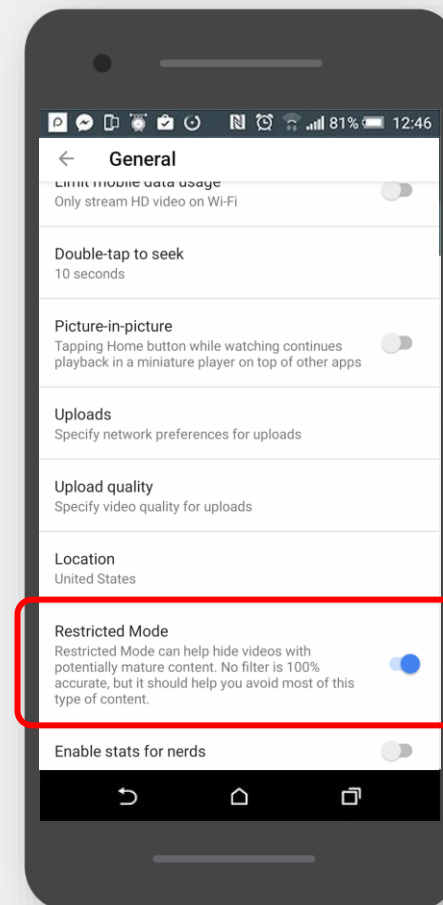 81% 12:46
General
Limit mobile data usage
Only stream HD video on Wi-Fi
Double-tap to seek
10 seconds
Picture-in-picture
Tapping Home button while watching continues
playback in a miniature player on top of other apps
Uploads
Specify network preferences for uploads
Upload quality
Specify video quality for uploads
Location
United States
Restricted Mode
Restricted Mode can help hide videos with
potentially mature content. No filter is 100%
accurate, but it should help you avoid most of this
type of content.
Enable stats for nerds